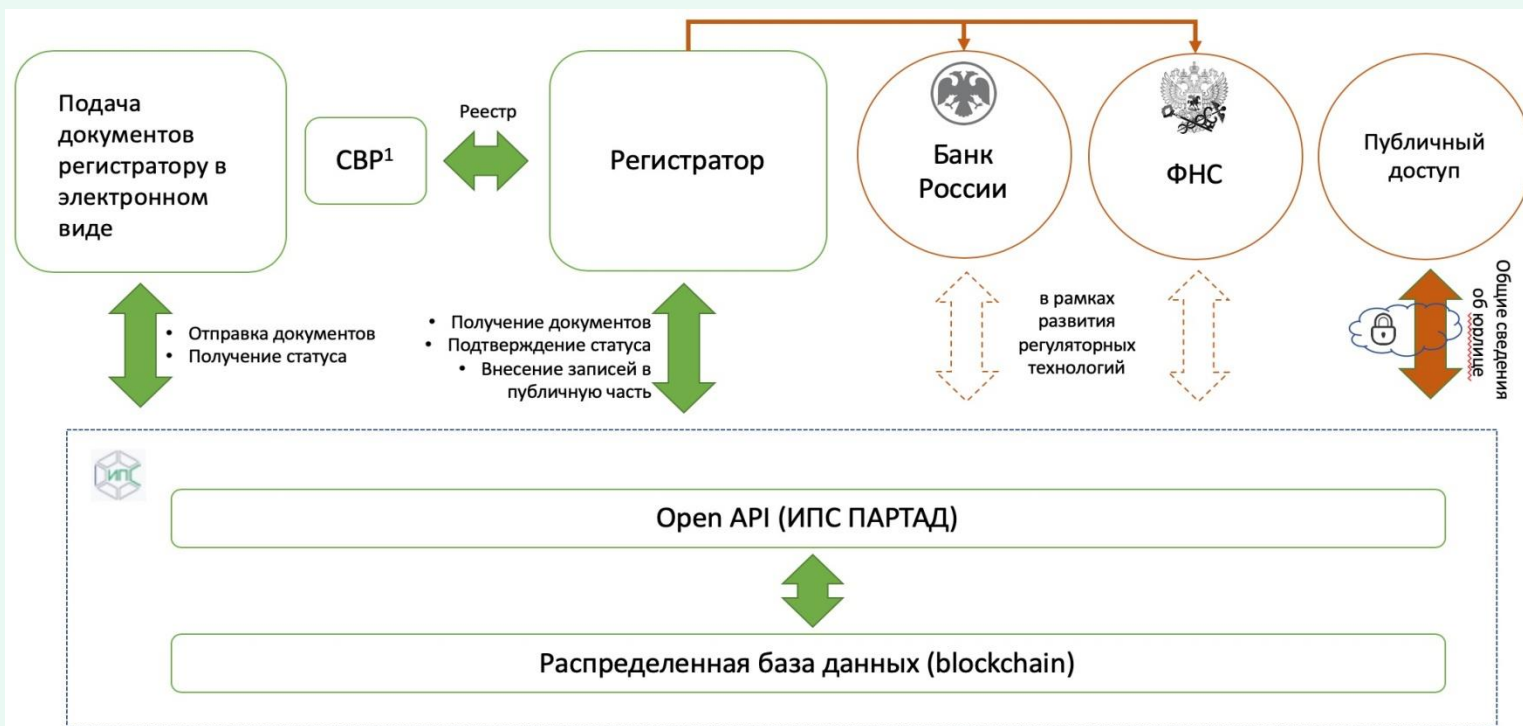 Подача
документов
регистратору в
электронном
виде
СВР¹
Реестр
Регистратор
Банк
России
ФНС
Публичный
доступ
• Отправка документов
• Получение статуса
• Получение документов
• Подтверждение статуса
• Внесение записей в
публичную часть
в рамках
развития
регуляторных
технологий
Общие сведения
об юрлице
ИПС
Open API (ИПС ПАРТАД)
Распределенная база данных (blockchain)